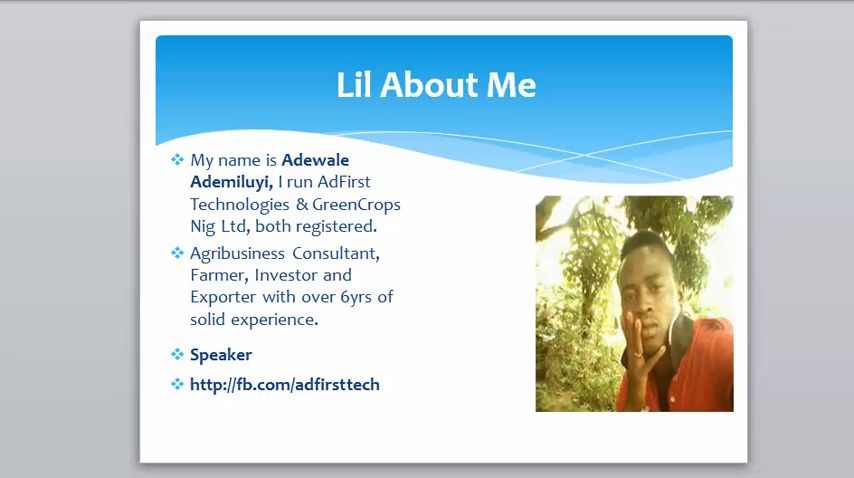 Lil About Me
My name is Adewale
Ademiluyi, I run AdFirst
Technologies & GreenCrops
Nig Ltd, both registered.
Agribusiness Consultant,
Farmer, Investor and
Exporter with over 6yrs of
solid experience.
Speaker
http://fb.com/adfirsttech